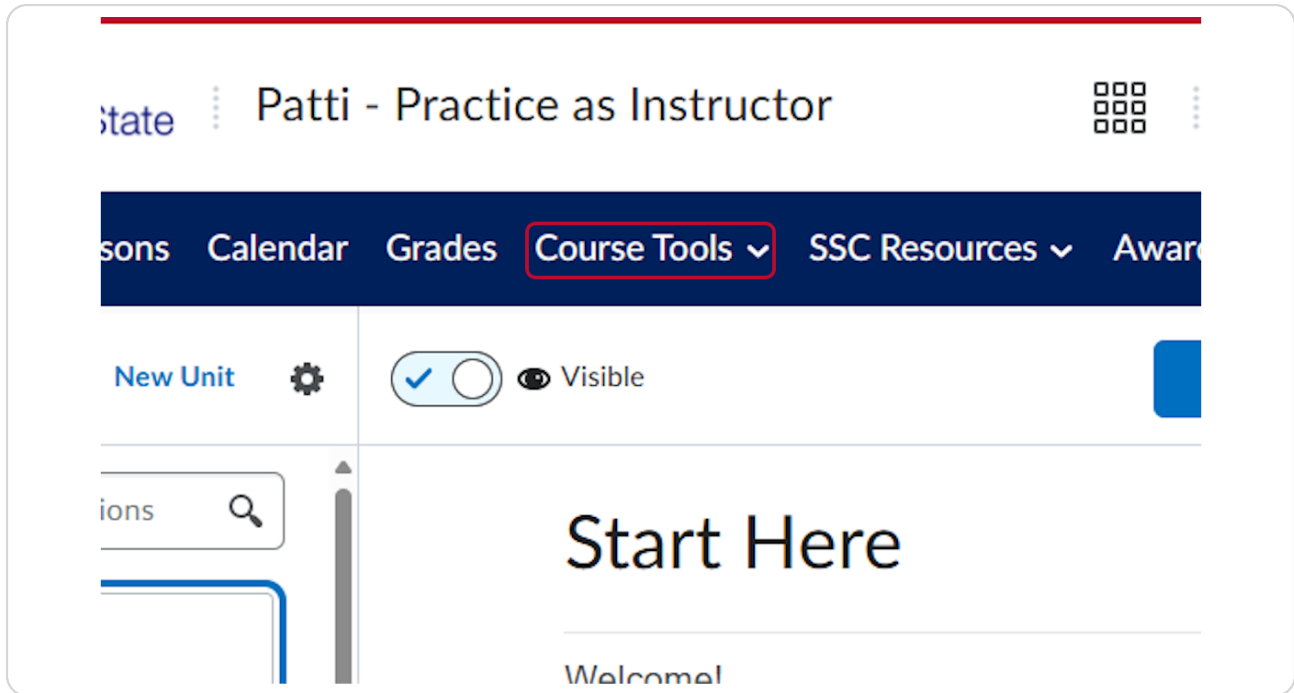 State Patti - Practice as Instructor
sons Calendar Grades Course Tools SSC Resources Awar
New Unit Visible
ions
Start Here
Welcome!